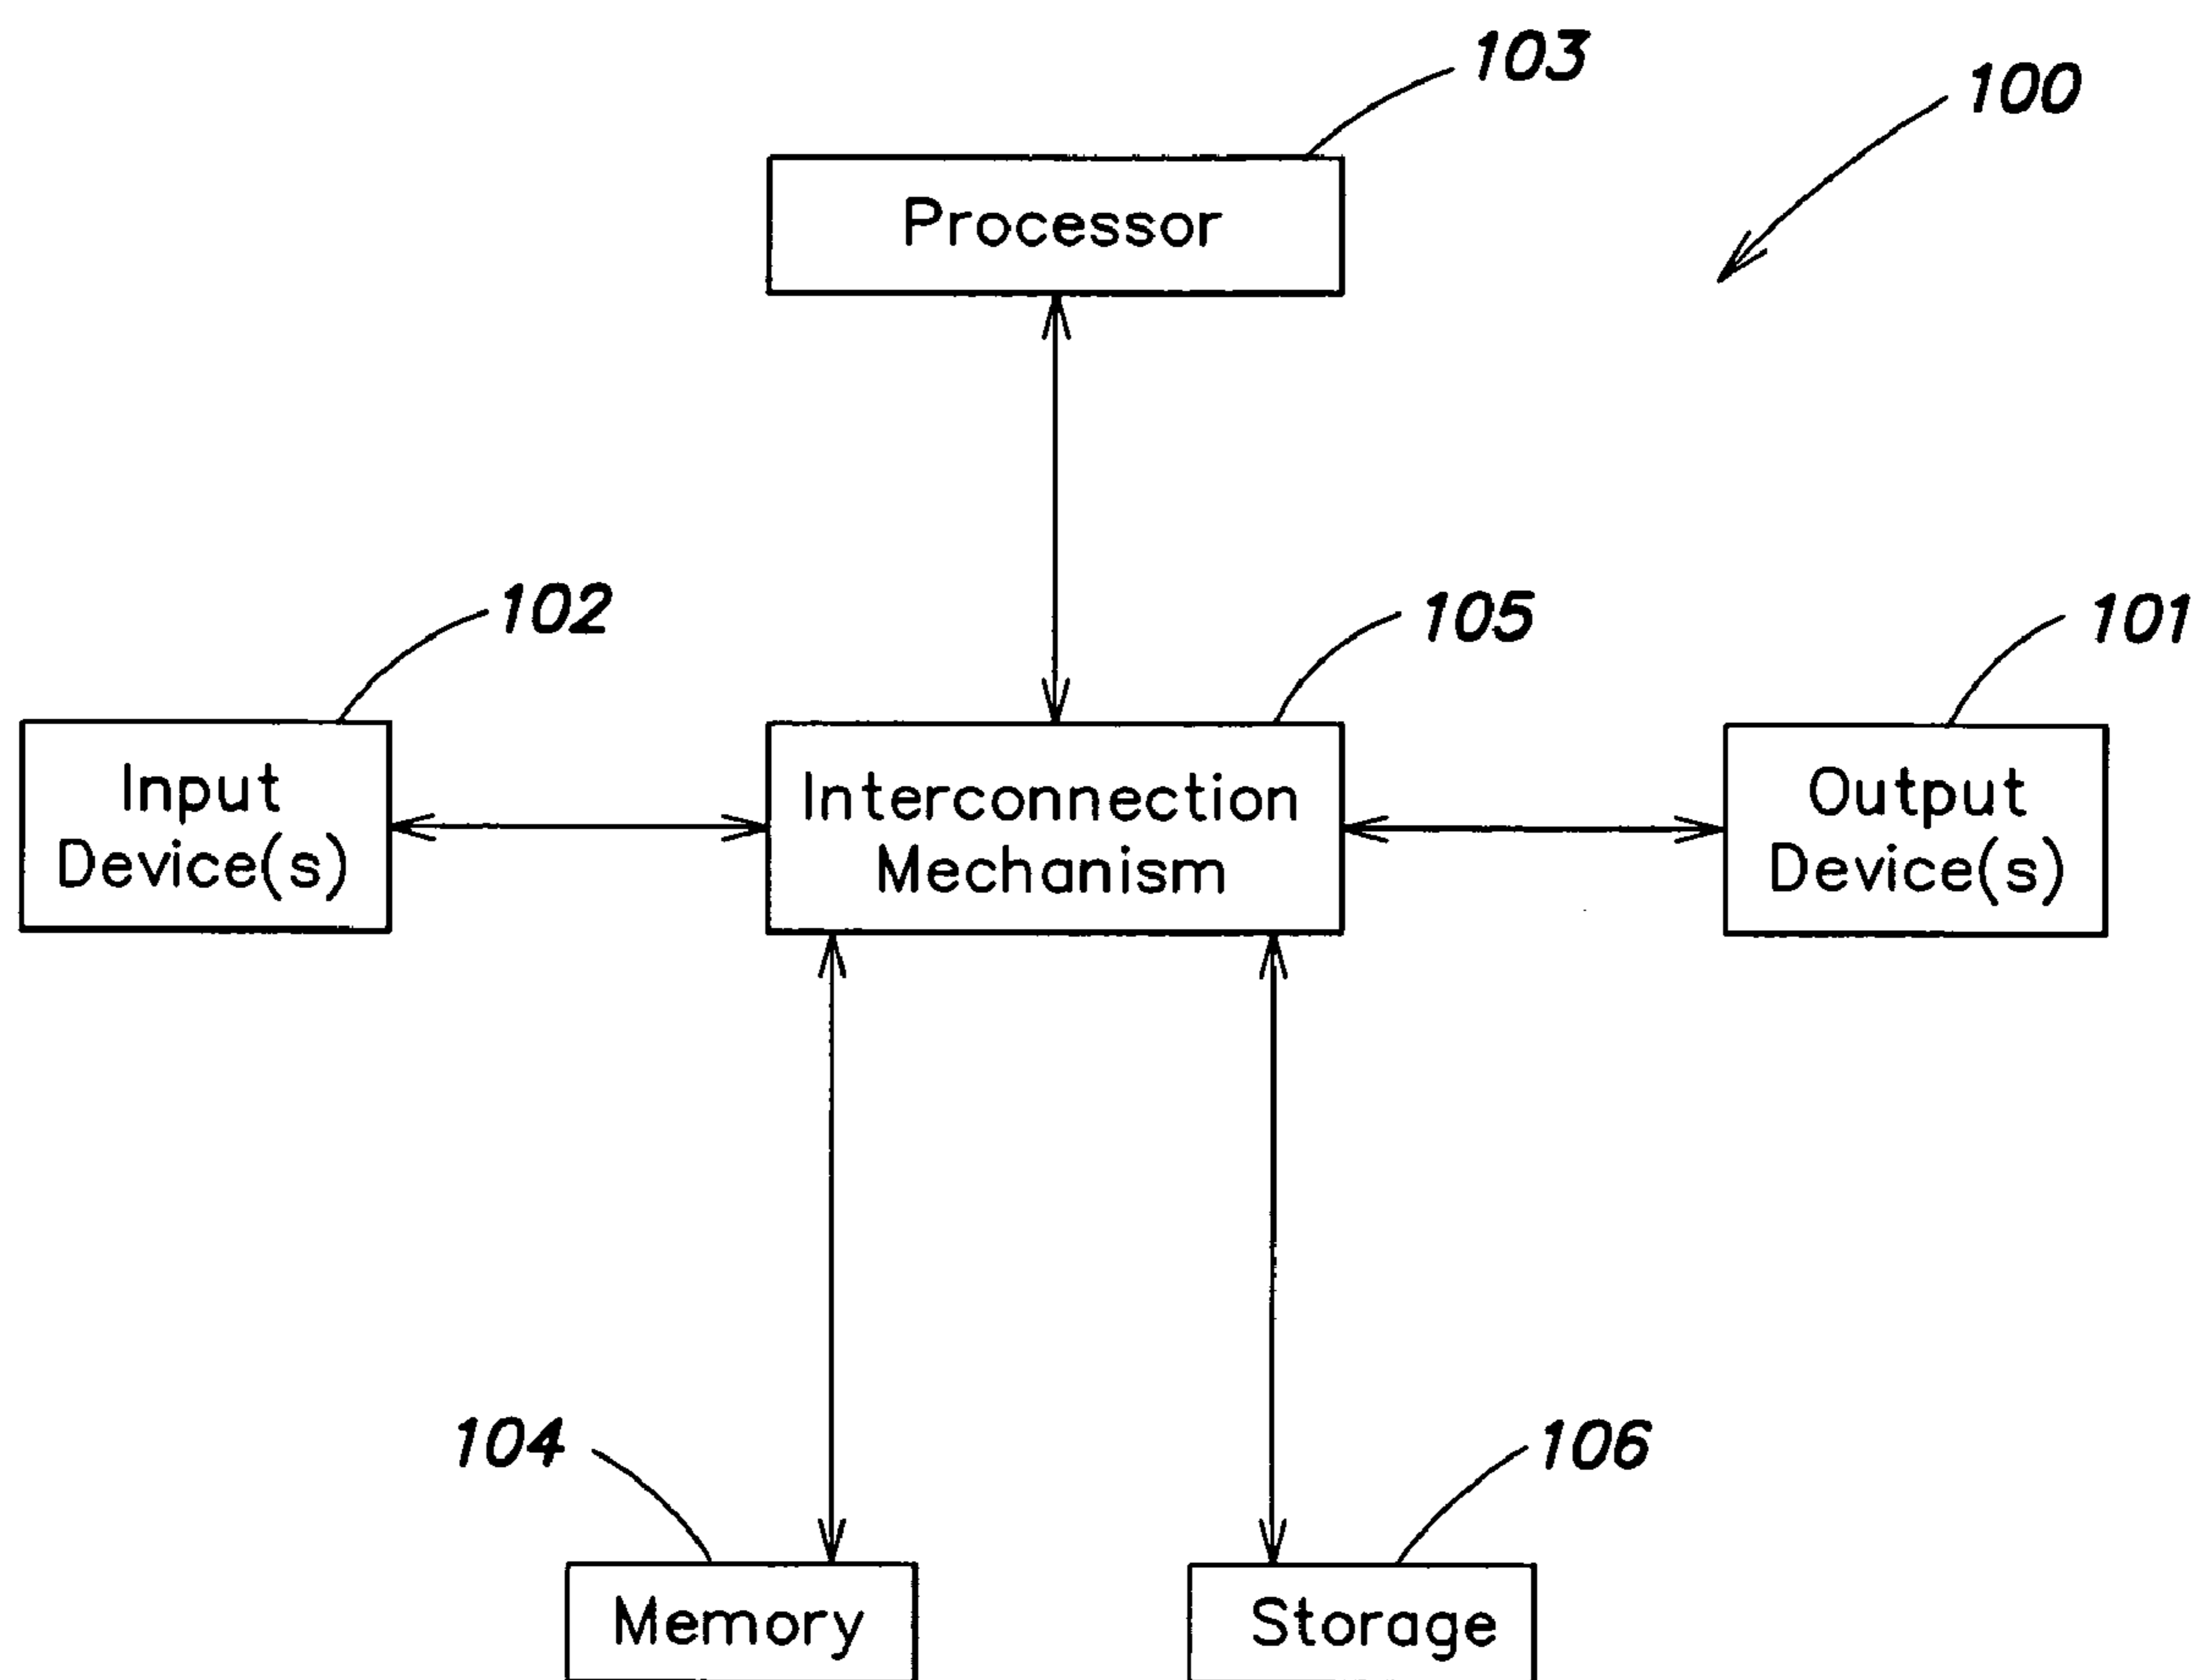 103
100
Processor
102
105
101
Input
Device(s)
Interconnection
Mechanism
Output
Device(s)
104
106
Memory
Storage